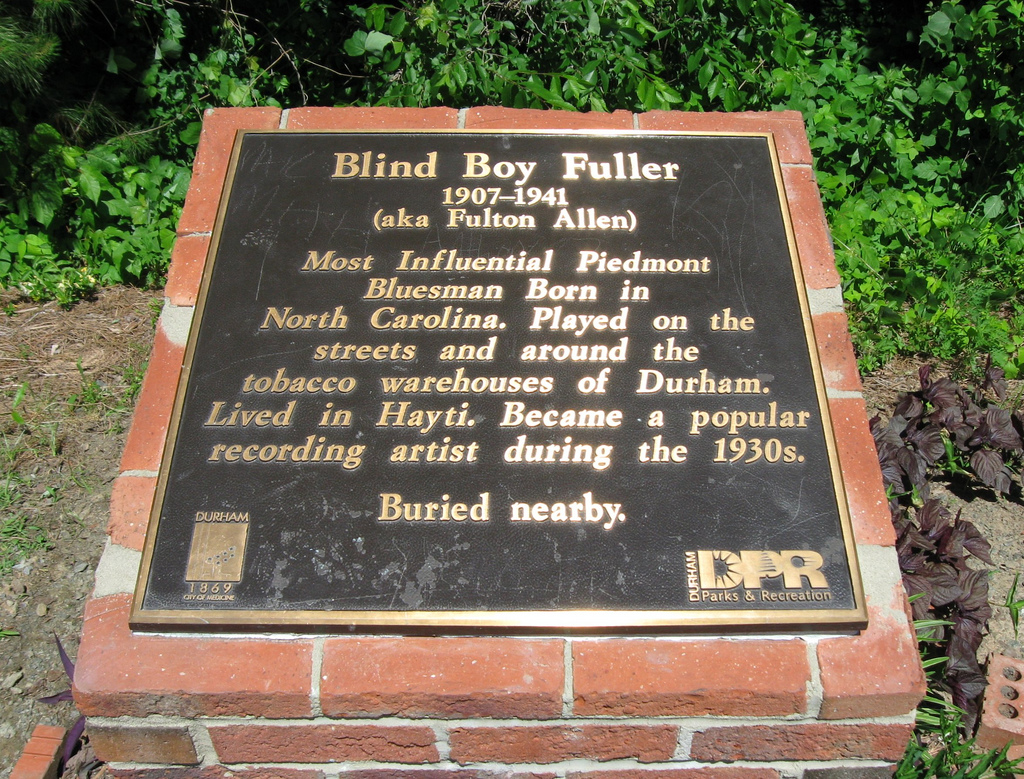 Blind Boy Fuller
1907–1941
(aka Fulton Allen)
Most Influential Piedmont
Bluesman Born in
North Carolina. Played on the
streets and around the
tobacco warehouses of Durham.
Lived in Hayti. Became a popular
recording artist during the 1930s.
Buried nearby.
DURHAM
1869
CITY OF MEDICINE
DURHAM
DPR
Parks & Recreation